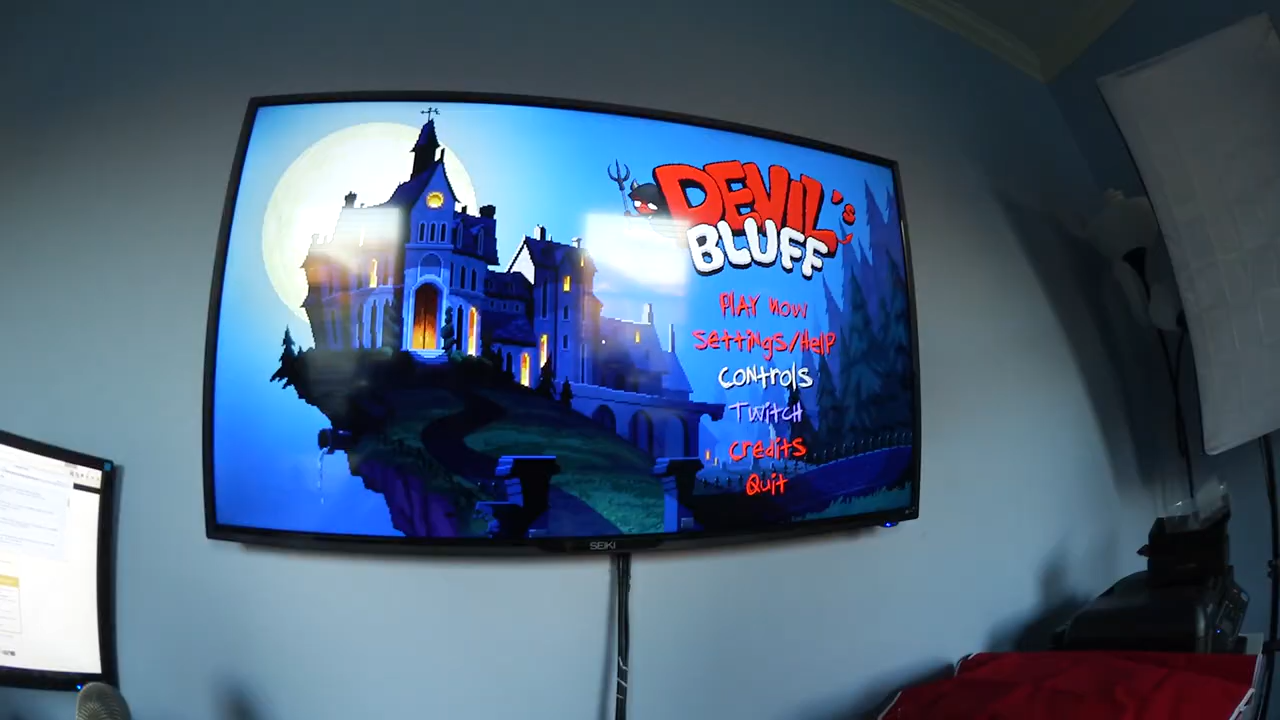 DEVIL's
BLUFF
PLAY NOW
Settings/Help
CONtROlS
TwitcH
Credits
Quit
SEIKI